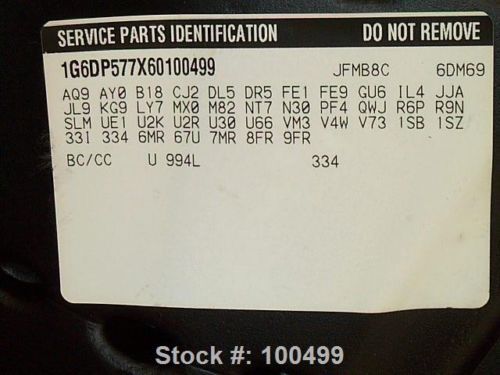 SERVICE PARTS IDENTIFICATION DO NOT REMOVE
1G6DP577X60100499 JFMB8C 6DM69
AQ9 AY0 B18 CJ2 DL5 DR5 FE1 FE9 GU6 IL4 JJA
JL9 KG9 LY7 MX0 M82 NT7 N30 PF4 QWJ R6P R9N
SLM UE1 U2K U2R U30 U66 VM3 V4W V73 1SB 1SZ
33I 334 6MR 67U 7MR 8FR 9FR
BC/CC U 994L 334
Stock #: 100499